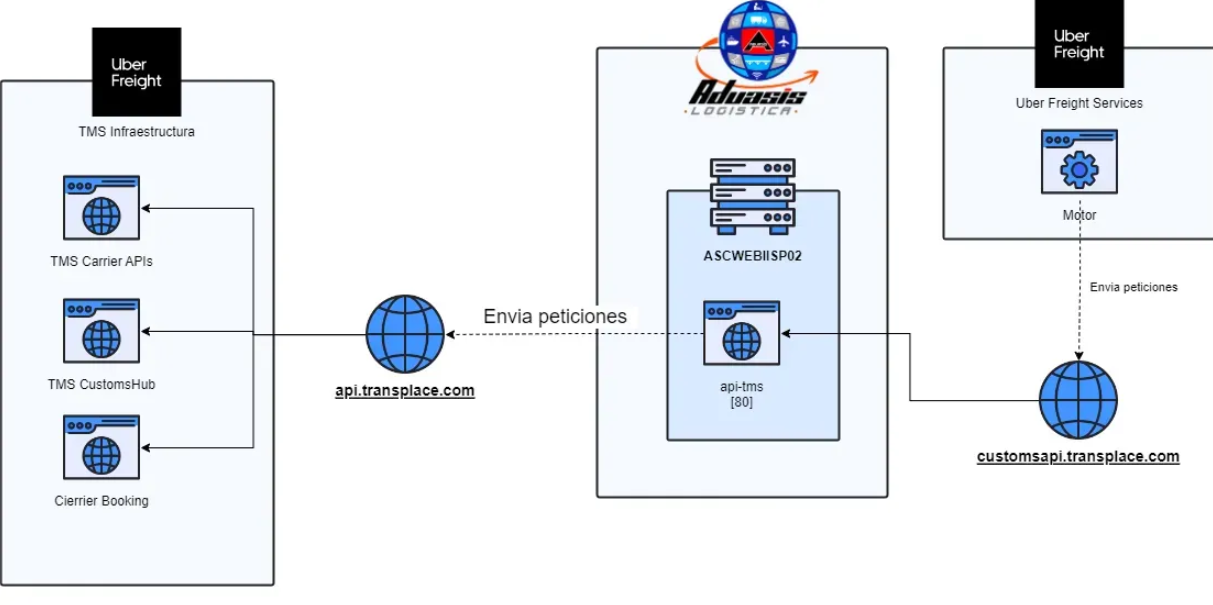 Uber
Freight
TMS Infraestructura
TMS Carrier APIs
TMS CustomsHub
Cierrier Booking
api.transplace.com
Envia peticiones
Aduasis
LOGISTICA
ASCWEBIISP02
api-tms
[80]
Uber
Freight
Uber Freight Services
Motor
Envia peticiones
customsapi.transplace.com